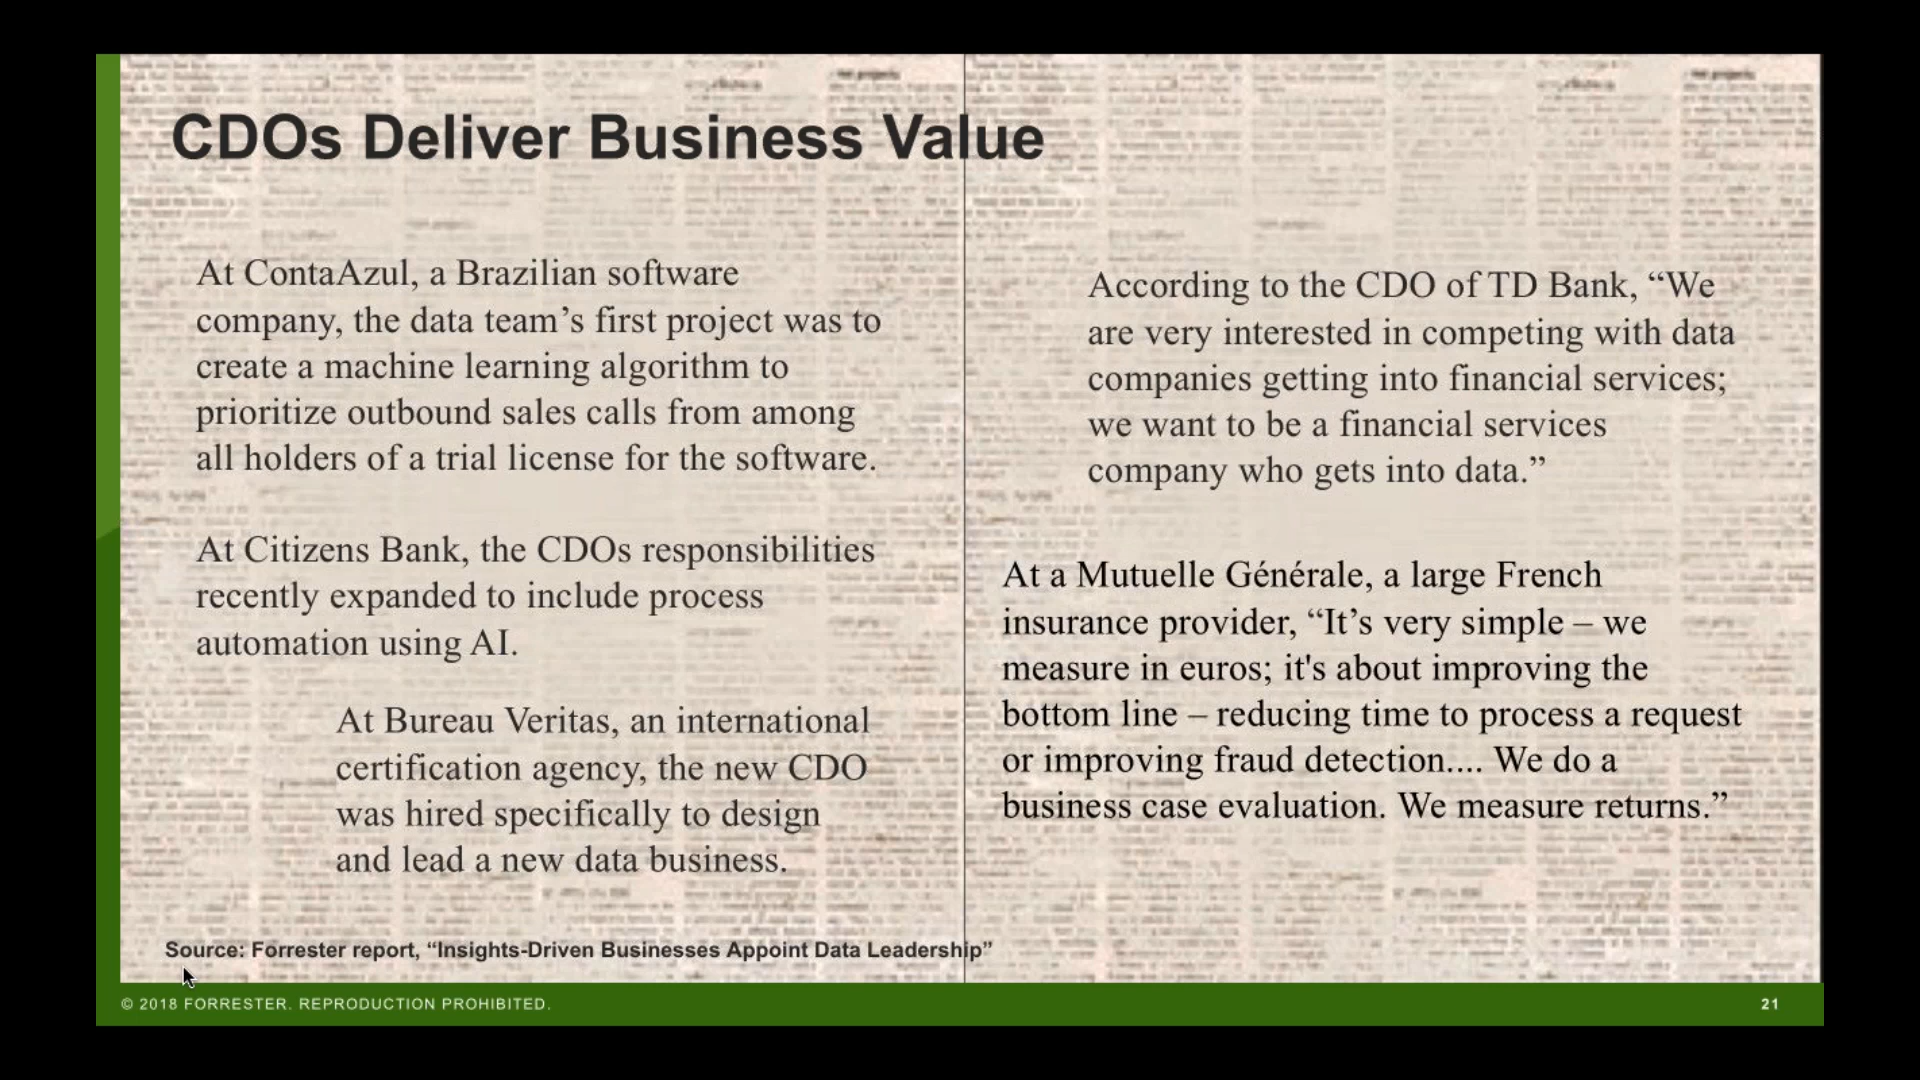 CDOs Deliver Business Value
At ContaAzul, a Brazilian software
company, the data team’s first project was to
create a machine learning algorithm to
prioritize outbound sales calls from among
all holders of a trial license for the software.
At Citizens Bank, the CDOs responsibilities
recently expanded to include process
automation using AI.
At Bureau Veritas, an international
certification agency, the new CDO
was hired specifically to design
and lead a new data business.
According to the CDO of TD Bank, “We
are very interested in competing with data
companies getting into financial services;
we want to be a financial services
company who gets into data.”
At a Mutuelle Générale, a large French
insurance provider, “It’s very simple – we
measure in euros; it's about improving the
bottom line – reducing time to process a request
or improving fraud detection.... We do a
business case evaluation. We measure returns.”
Source: Forrester report, “Insights-Driven Businesses Appoint Data Leadership”
© 2018 FORRESTER. REPRODUCTION PROHIBITED.
21